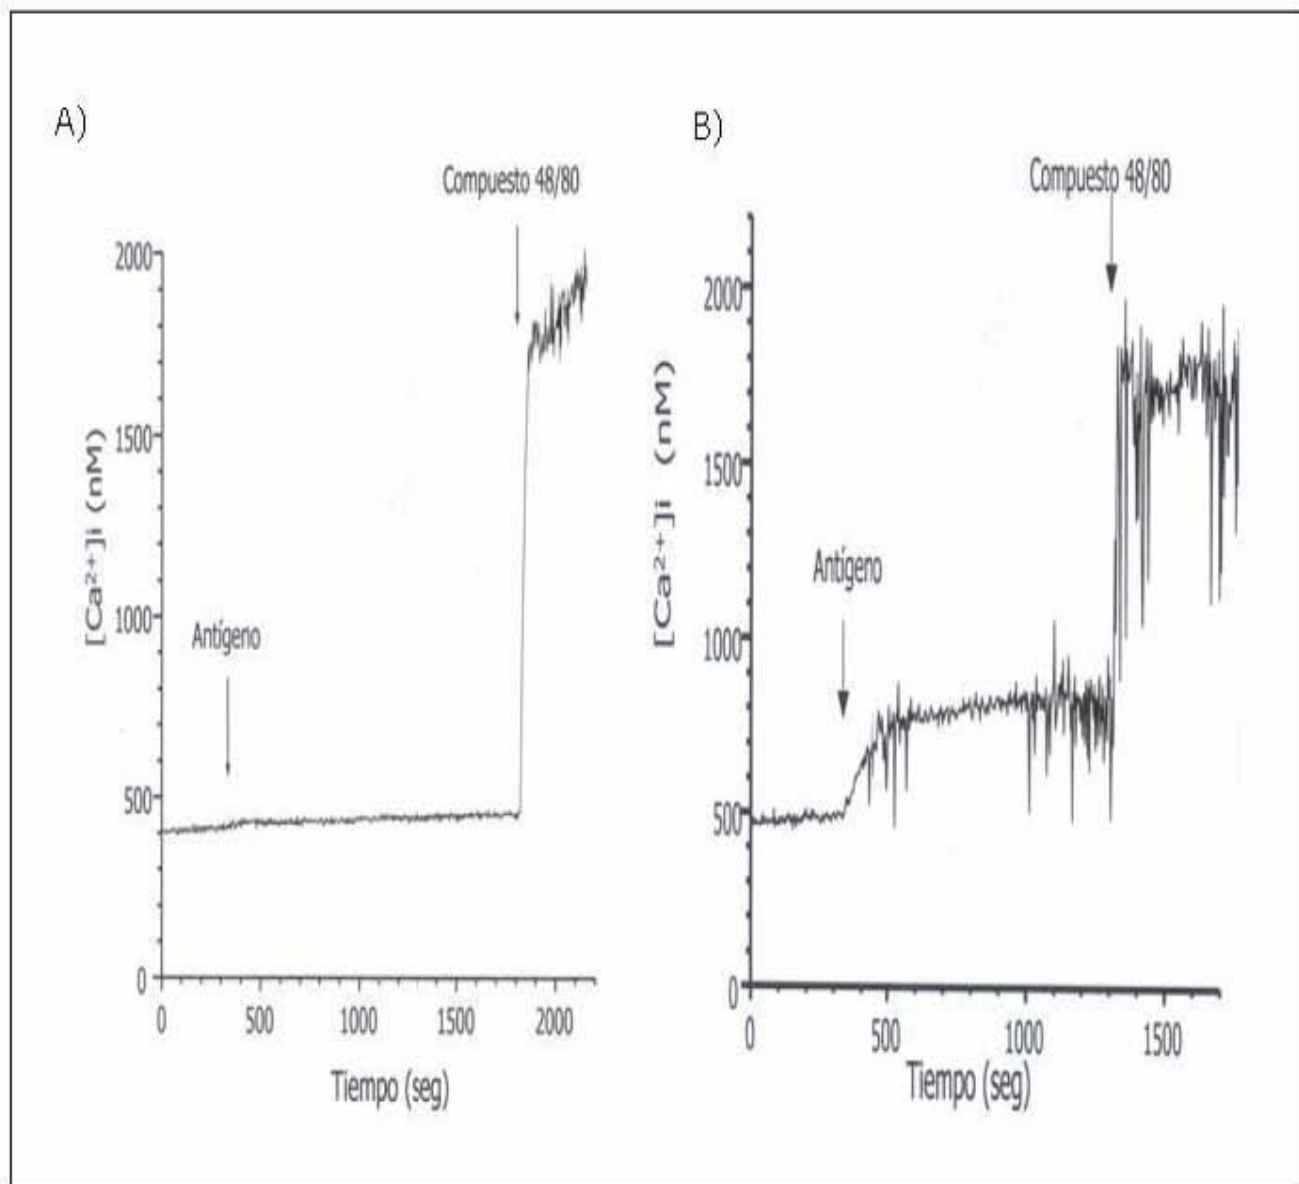 A)
Compuesto 48/80
Antígeno
[Ca²⁺]i (nM)
2000
1500
1000
500
0
0 500 1000 1500 2000
Tiempo (seg)
B)
Compuesto 48/80
Antígeno
[Ca²⁺]i (nM)
2000
1500
1000
500
0
0 500 1000 1500
Tiempo (seg)